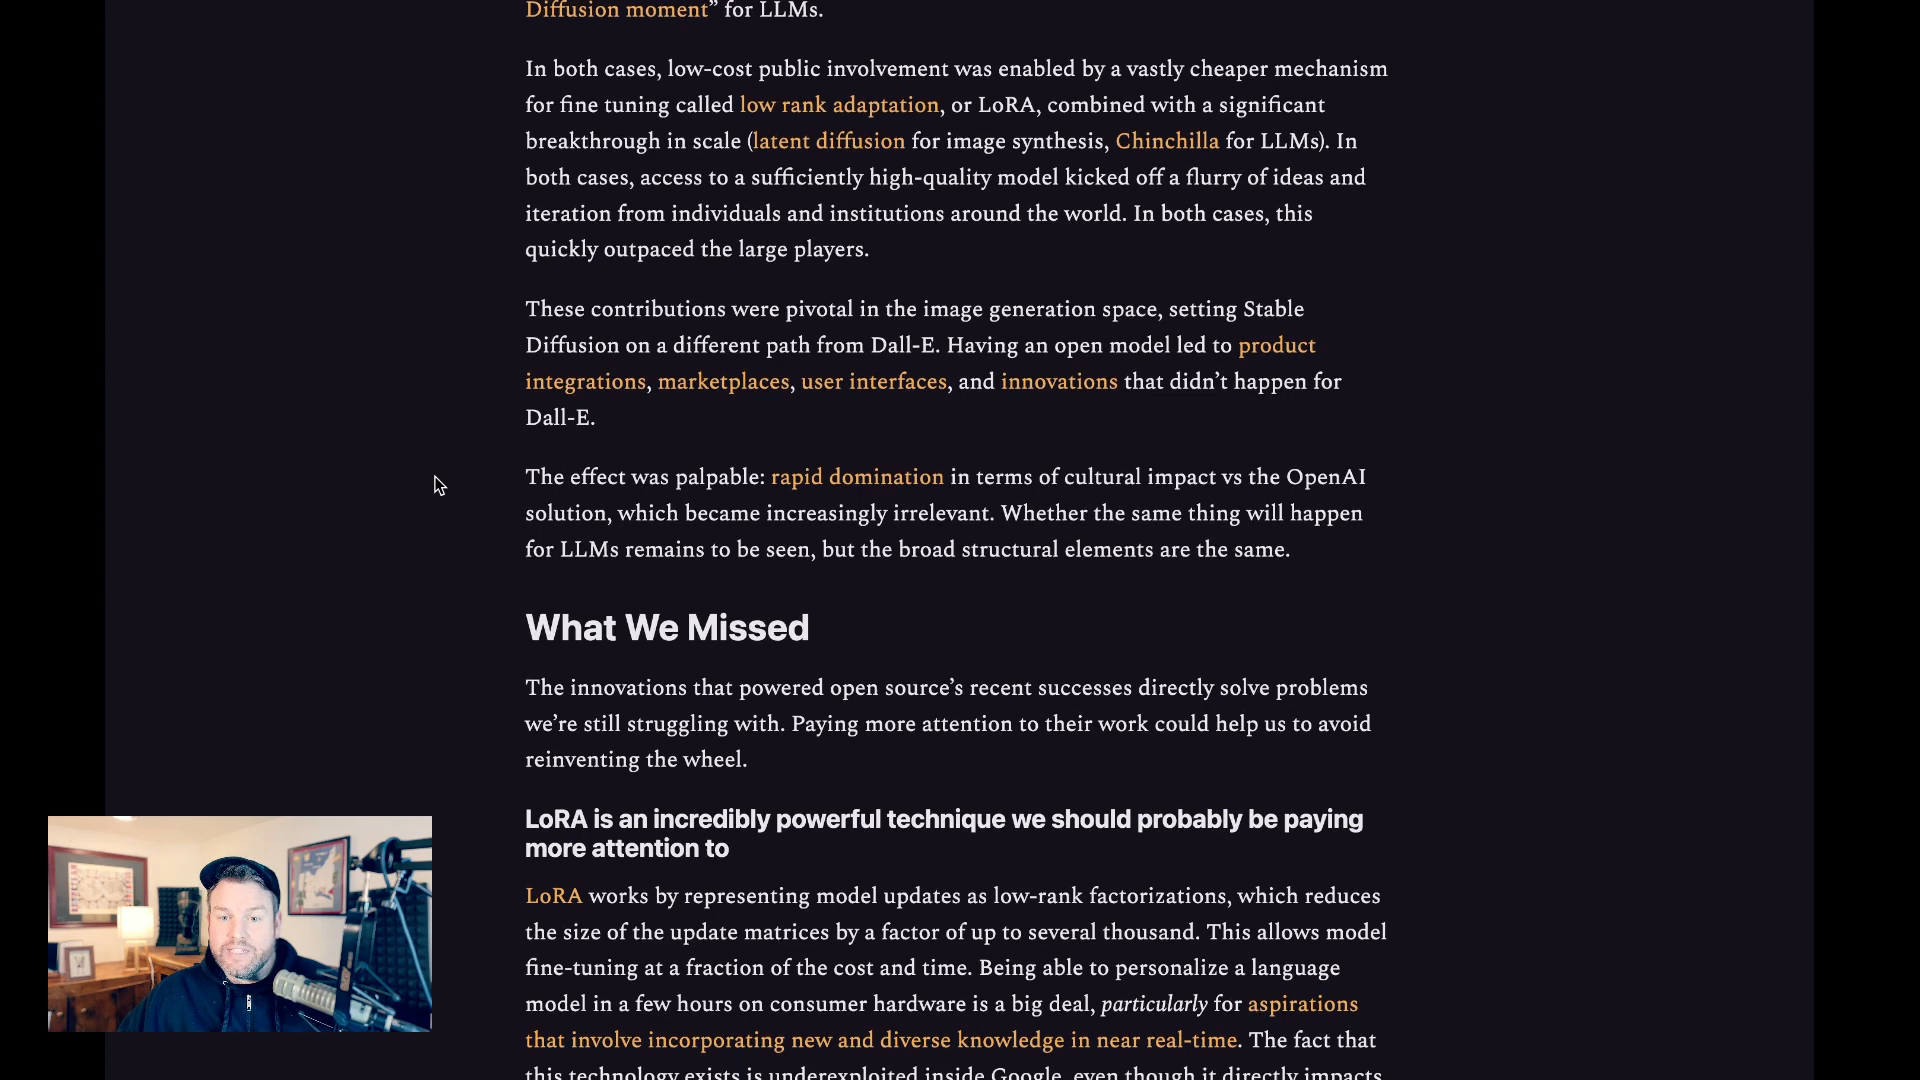 Diffusion moment” for LLMs.
In both cases, low-cost public involvement was enabled by a vastly cheaper mechanism
for fine tuning called low rank adaptation, or LoRA, combined with a significant
breakthrough in scale (latent diffusion for image synthesis, Chinchilla for LLMs). In
both cases, access to a sufficiently high-quality model kicked off a flurry of ideas and
iteration from individuals and institutions around the world. In both cases, this
quickly outpaced the large players.
These contributions were pivotal in the image generation space, setting Stable
Diffusion on a different path from Dall-E. Having an open model led to product
integrations, marketplaces, user interfaces, and innovations that didn’t happen for
Dall-E.
The effect was palpable: rapid domination in terms of cultural impact vs the OpenAI
solution, which became increasingly irrelevant. Whether the same thing will happen
for LLMs remains to be seen, but the broad structural elements are the same.
What We Missed
The innovations that powered open source’s recent successes directly solve problems
we’re still struggling with. Paying more attention to their work could help us to avoid
reinventing the wheel.
LoRA is an incredibly powerful technique we should probably be paying
more attention to
LoRA works by representing model updates as low-rank factorizations, which reduces
the size of the update matrices by a factor of up to several thousand. This allows model
fine-tuning at a fraction of the cost and time. Being able to personalize a language
model in a few hours on consumer hardware is a big deal, particularly for aspirations
that involve incorporating new and diverse knowledge in near real-time. The fact that
this technology exists is underexploited inside Google, even though it directly impacts